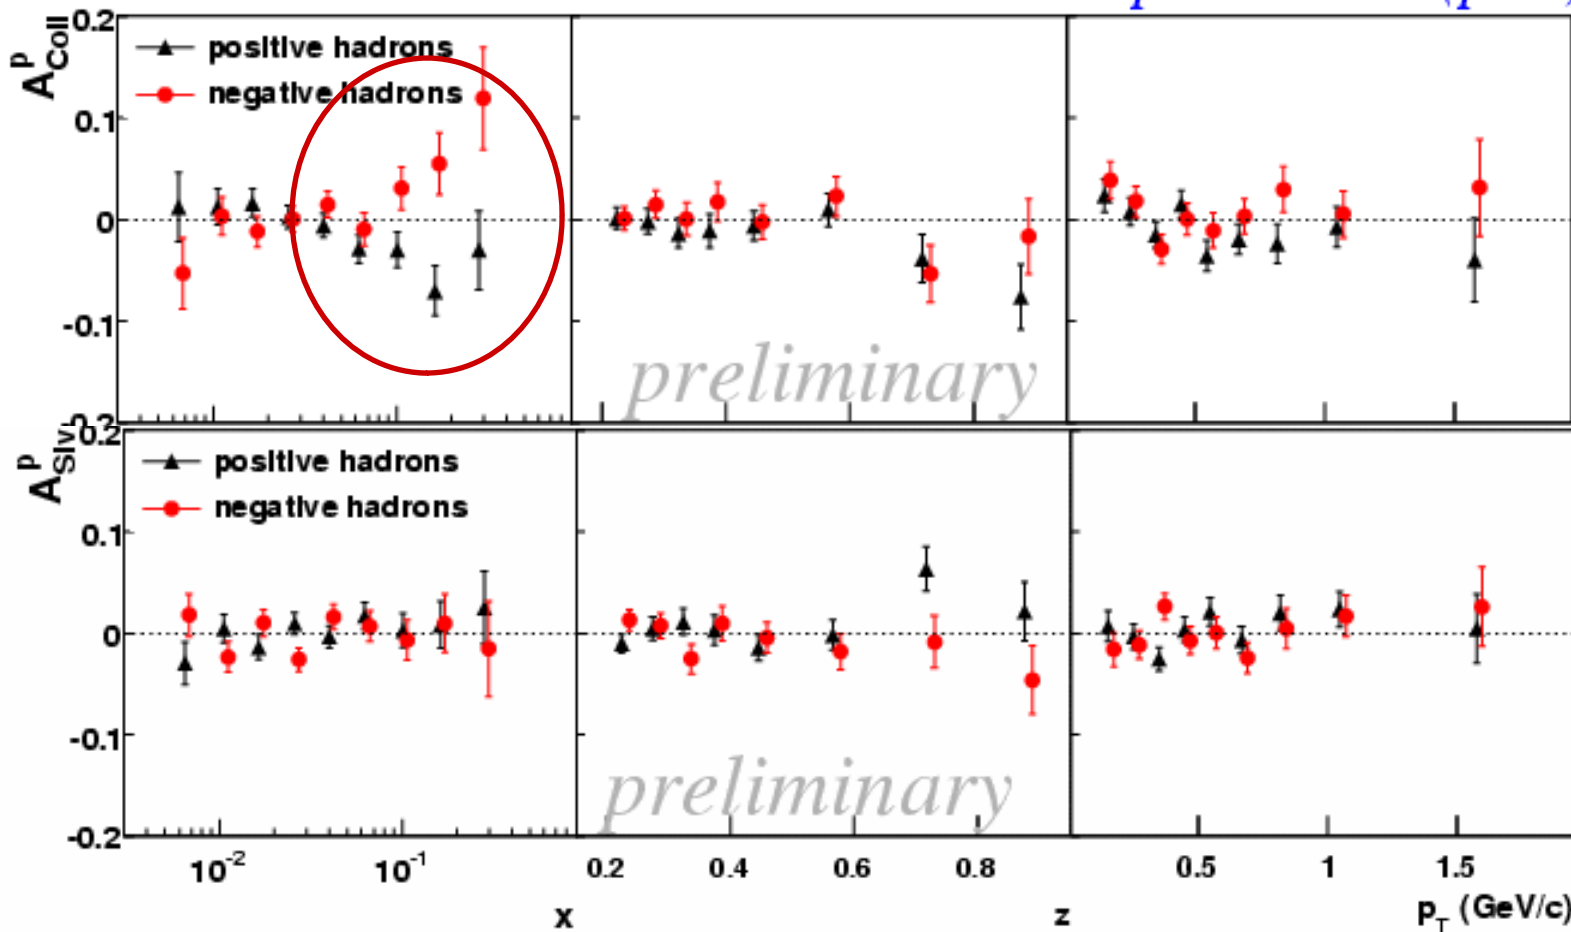 0.2
A^p_Coll
positive hadrons
negative hadrons
0.1
0
-0.1
preliminary
0.2
positive hadrons
negative hadrons
0.1
0
-0.1
preliminary
-0.2
10^-2 10^-1 0.2 0.4 0.6 0.8 0.5 1 1.5
x z p_T (GeV/c)